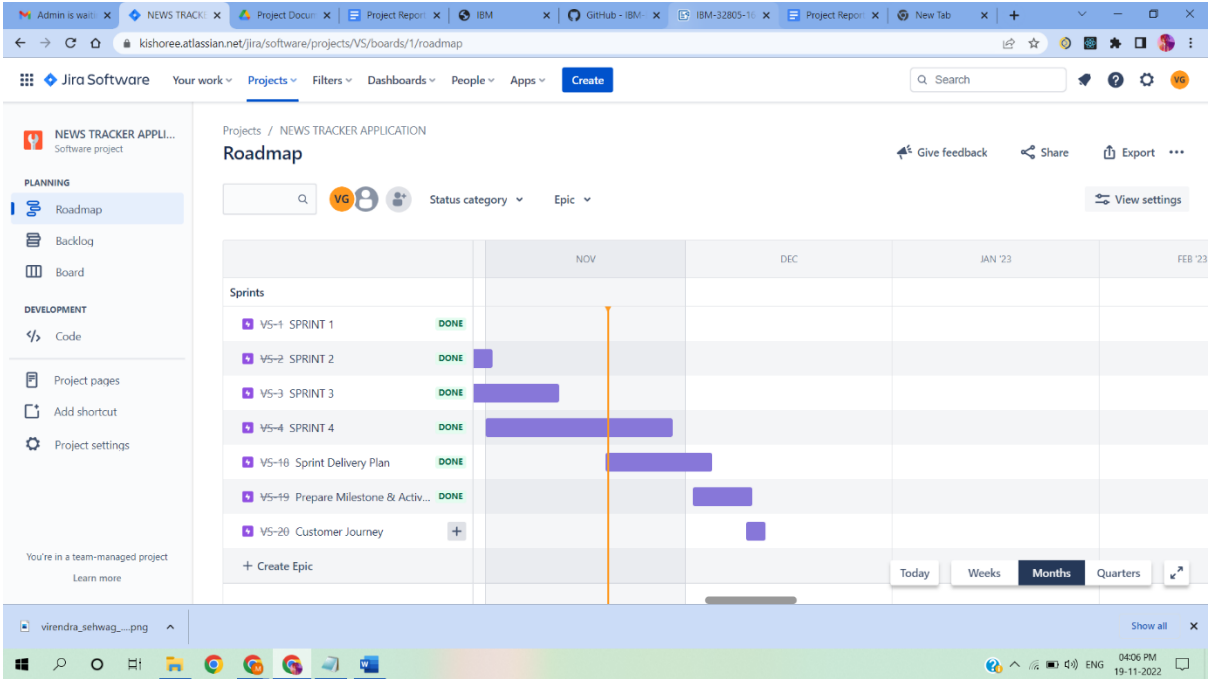 Admin is waiti
NEWS TRACKE
Project Docum
Project Report
IBM
GitHub - IBM-
IBM-32805-16
Project Report
New Tab
kishoree.atlassian.net/jira/software/projects/VS/boards/1/roadmap
Jira Software Your work Projects Filters Dashboards People Apps Create Search VG
NEWS TRACKER APPLI...
Software project
PLANNING
Roadmap
Backlog
Board
DEVELOPMENT
Code
Project pages
Add shortcut
Project settings
You're in a team-managed project
Learn more
Projects / NEWS TRACKER APPLICATION
Roadmap
Give feedback Share Export
VG Status category Epic View settings
NOV DEC JAN '23 FEB '23
Sprints
VS-1 SPRINT 1 DONE
VS-2 SPRINT 2 DONE
VS-3 SPRINT 3 DONE
VS-4 SPRINT 4 DONE
VS-18 Sprint Delivery Plan DONE
VS-19 Prepare Milestone & Activ... DONE
VS-20 Customer Journey
+ Create Epic
Today Weeks Months Quarters
virendra_sehwag_....png Show all
ENG 04:06 PM
19-11-2022